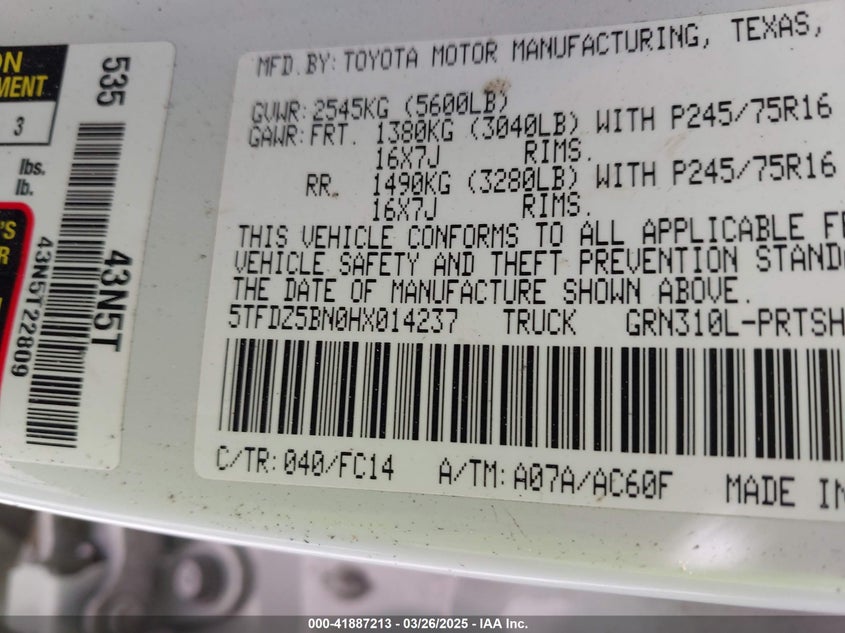 ON
MENT
3
lbs.
lb.
'S
R
535
43N5T
43N5T22809
MFD.BY: TOYOTA MOTOR MANUFACTURING, TEXAS,
GVWR: 2545KG (5600LB)
GAWR: FRT. 1380KG (3040LB) WITH P245/75R16
16X7J RIMS.
RR. 1490KG (3280LB) WITH P245/75R16
16X7J RIMS.
THIS VEHICLE CONFORMS TO ALL APPLICABLE FE
VEHICLE SAFETY AND THEFT PREVENTION STAND
THE DATE OF MANUFACTURE SHOWN ABOVE.
5TFDZ5BN0HX014237 TRUCK GRN310L-PRTSH
C/TR: 040/FC14 A/TM: A07A/AC60F MADE IN
000-41887213 - 03/26/2025 - IAA Inc.